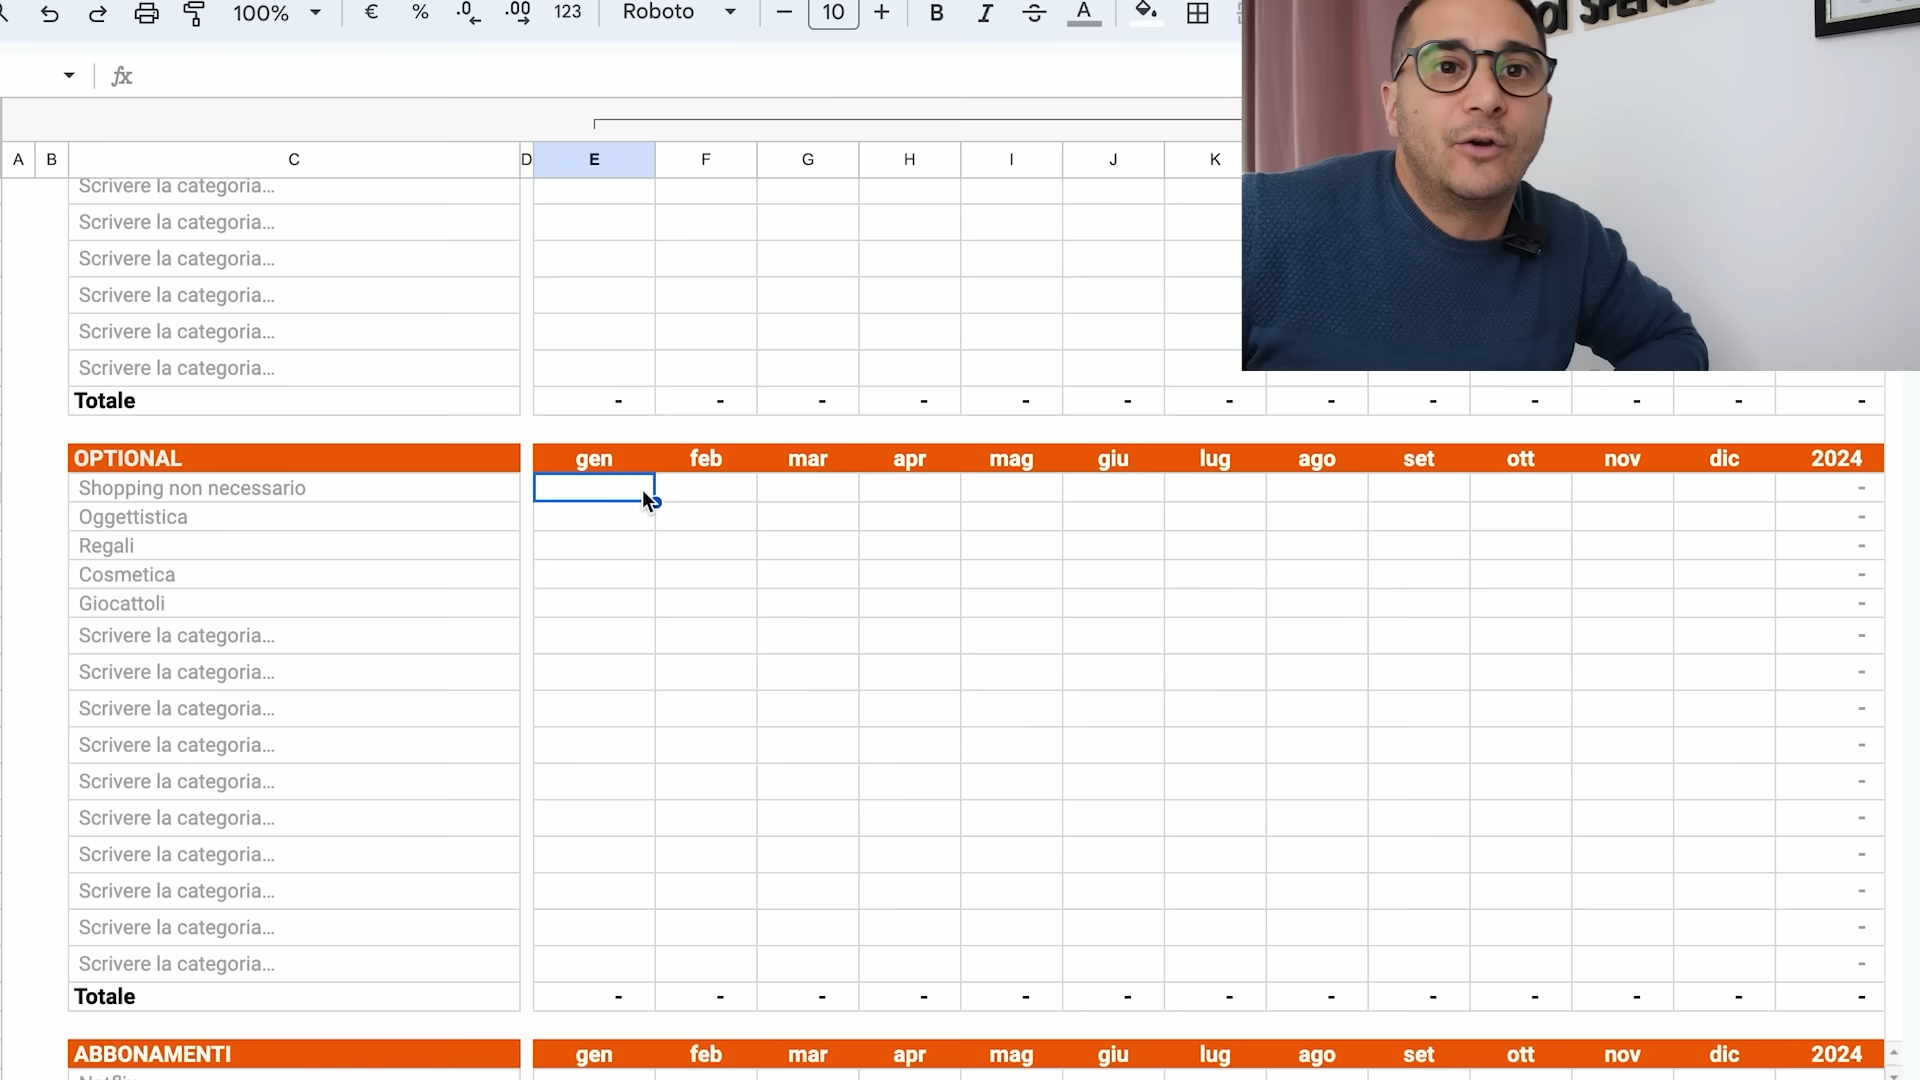 100% € % .0 .00 123 Roboto 10 B I A
fx
A B C D E F G H I J K
Scrivere la categoria...
Scrivere la categoria...
Scrivere la categoria...
Scrivere la categoria...
Scrivere la categoria...
Scrivere la categoria...
Totale - - - - - - - - - - - - -
OPTIONAL gen feb mar apr mag giu lug ago set ott nov dic 2024
Shopping non necessario -
Oggettistica -
Regali -
Cosmetica -
Giocattoli -
Scrivere la categoria... -
Scrivere la categoria... -
Scrivere la categoria... -
Scrivere la categoria... -
Scrivere la categoria... -
Scrivere la categoria... -
Scrivere la categoria... -
Scrivere la categoria... -
Scrivere la categoria... -
Scrivere la categoria... -
Totale - - - - - - - - - - - - -
ABBONAMENTI gen feb mar apr mag giu lug ago set ott nov dic 2024